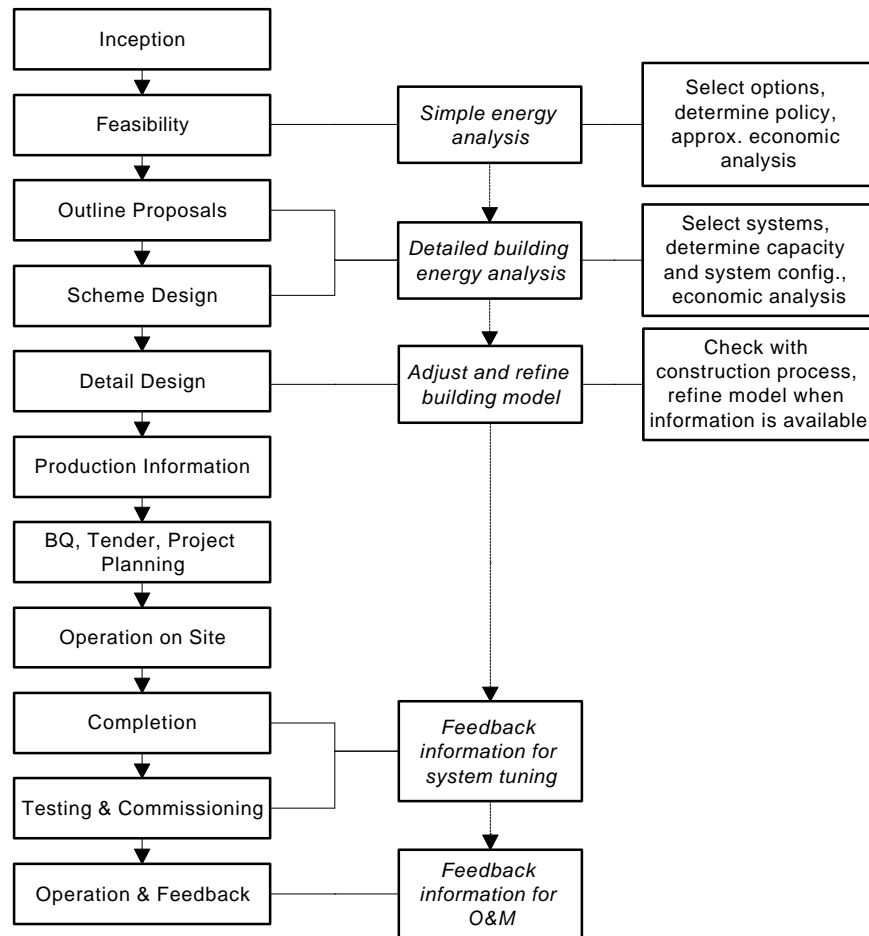 Inception
Feasibility
Simple energy
analysis
Select options,
determine policy,
approx. economic
analysis
Outline Proposals
Scheme Design
Detailed building
energy analysis
Select systems,
determine capacity
and system config.,
economic analysis
Detail Design
Adjust and refine
building model
Check with
construction process,
refine model when
information is available
Production Information
BQ, Tender, Project
Planning
Operation on Site
Completion
Testing & Commissioning
Feedback
information for
system tuning
Operation & Feedback
Feedback
information for
O&M